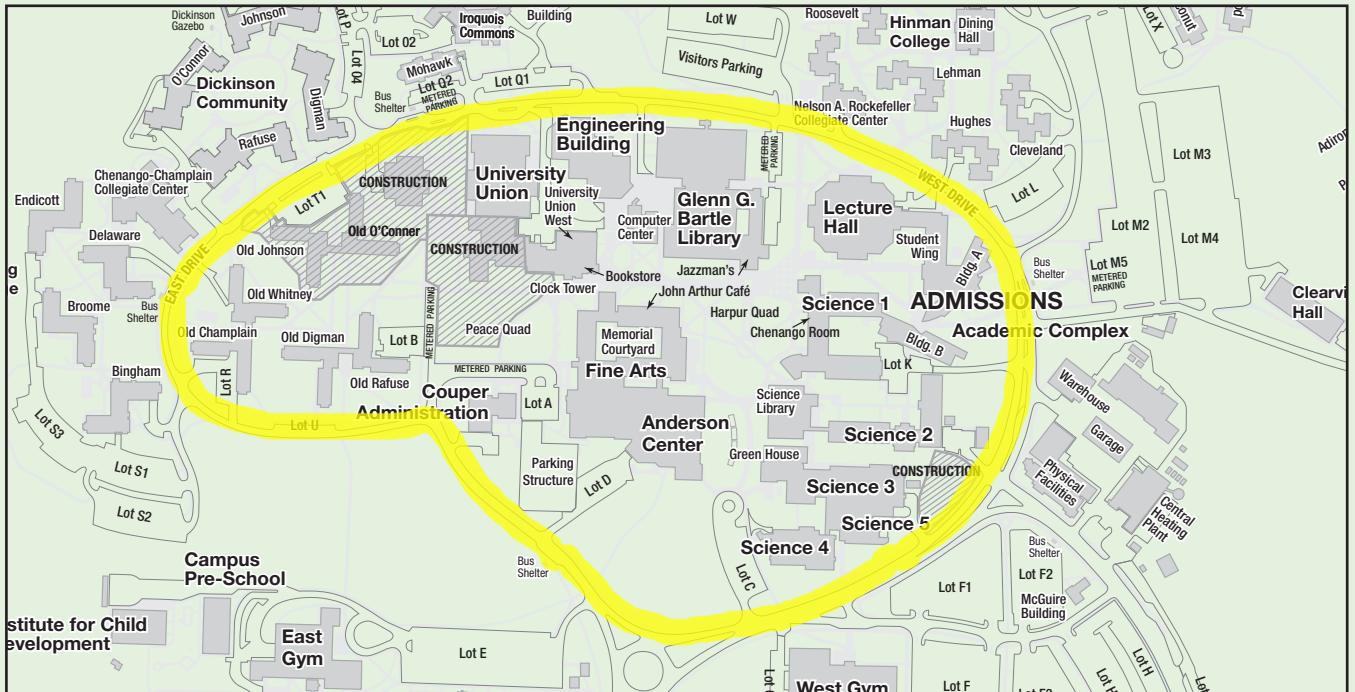 Dickinson
Gazebo
Johnson
Lot P
Iroquois
Commons
Building
Lot W
Roosevelt
Hinman
College
Dining
Hall
Lot X
O'Connor
Lot 04
Lot 02
Mohawk
Lot Q2
METERED
PARKING
Lot Q1
Visitors Parking
Lehman
Dickinson
Community
Digman
Bus
Shelter
Nelson A. Rockefeller
Collegiate Center
Hughes
Cleveland
Rafuse
Engineering
Building
METERED
PARKING
Lot M3
Chenango-Champlain
Collegiate Center
CONSTRUCTION
University
Union
University
Union
West
WEST DRIVE
Lot L
Endicott
Lot T1
Glenn G.
Bartle
Library
Lecture
Hall
Computer
Center
Delaware
Old O'Conner
Old Johnson
CONSTRUCTION
Student
Wing
Lot M2
Lot M4
EAST DRIVE
Bldg. A
Bus
Shelter
Lot M5
METERED
PARKING
Jazzman's
Bookstore
Clock Tower
John Arthur Café
Broome
Bus
Shelter
Old Whitney
METERED PARKING
Harpur Quad
Science 1
Chenango Room
ADMISSIONS
Academic Complex
Clearvi
Hall
Old Champlain
Old Digman
Lot B
Peace Quad
Memorial
Courtyard
Bldg. B
Bingham
Lot R
Old Rafuse
METERED PARKING
Fine Arts
Lot K
Warehouse
Couper
Administration
Lot A
Science
Library
Lot S3
Lot U
Anderson
Center
Science 2
Garage
Green House
CONSTRUCTION
Lot S1
Parking
Structure
Lot D
Science 3
Physical
Facilities
Lot S2
Science 5
Central
Heating
Plant
Science 4
Campus
Pre-School
Bus
Shelter
Lot C
Bus
Shelter
Lot F1
Lot F2
McGuire
Building
stitute for Child
evelopment
East
Gym
Lot E
Lot H
West Gym
Lot F